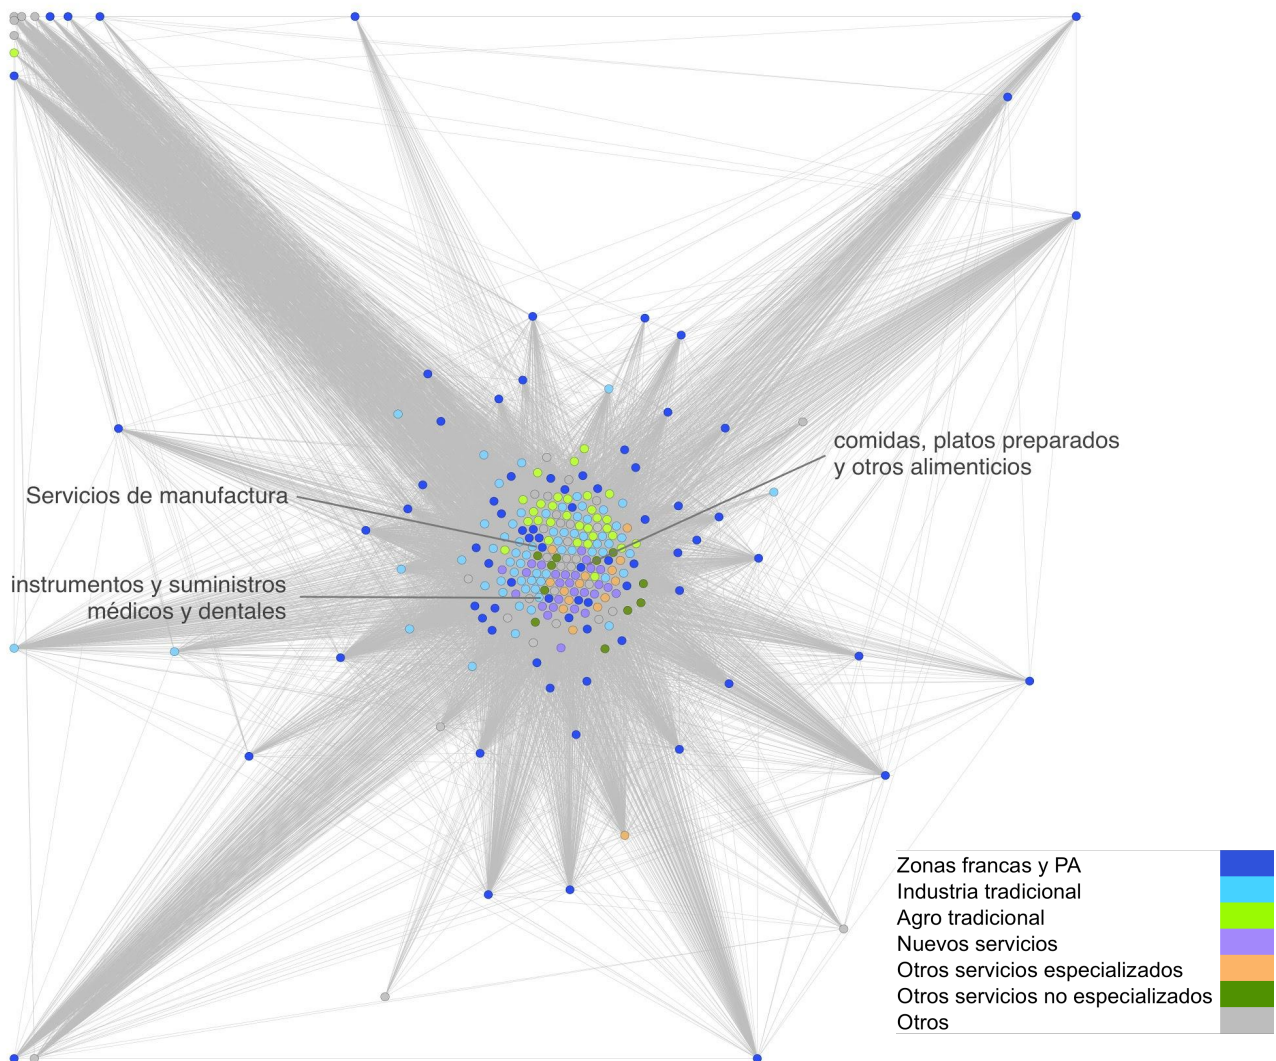 comidas, platos preparados
y otros alimenticios
Servicios de manufactura
instrumentos y suministros
médicos y dentales
Zonas francas y PA
Industria tradicional
Agro tradicional
Nuevos servicios
Otros servicios especializados
Otros servicios no especializados
Otros